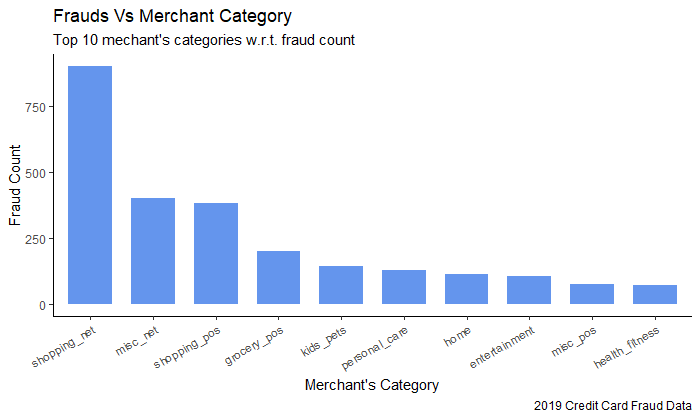 Frauds Vs Merchant Category
Top 10 mechant's categories w.r.t. fraud count
Fraud Count
750
500
250
0
shopping_net
misc_net
shopping_pos
grocery_pos
kids_pets
personal_care
home
entertainment
misc_pos
health_fitness
Merchant's Category
2019 Credit Card Fraud Data